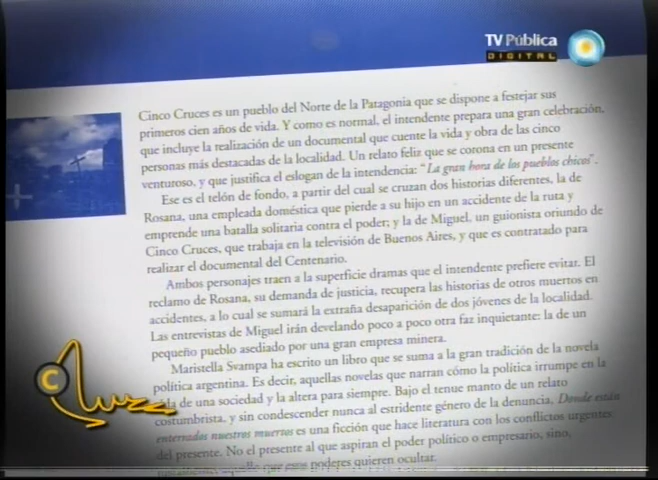 TV Pública
DIGITAL
Cinco Cruces es un pueblo del Norte de la Patagonia que se dispone a festejar sus
primeros cien años de vida. Y como es normal, el intendente prepara una gran celebración,
que incluye la realización de un documental que cuente la vida y obra de las cinco
personas más destacadas de la localidad. Un relato feliz que se corona en un presente
venturoso, y que justifica el eslogan de la intendencia: "La gran hora de los pueblos chicos".
Ese es el telón de fondo, a partir del cual se cruzan dos historias diferentes, la de
Rosana, una empleada doméstica que pierde a su hijo en un accidente de la ruta y
emprende una batalla solitaria contra el poder; y la de Miguel, un guionista oriundo de
Cinco Cruces, que trabaja en la televisión de Buenos Aires, y que es contratado para
realizar el documental del Centenario.
Ambos personajes traen a la superficie dramas que el intendente prefiere evitar. El
reclamo de Rosana, su demanda de justicia, recupera las historias de otros muertos en
accidentes, a lo cual se sumará la extraña desaparición de dos jóvenes de la localidad.
Las entrevistas de Miguel irán develando poco a poco otra faz inquietante: la de un
pequeño pueblo asediado por una gran empresa minera.
Maristella Svampa ha escrito un libro que se suma a la gran tradición de la novela
política argentina. Es decir, aquellas novelas que narran cómo la política irrumpe en la
vida de una sociedad y la altera para siempre. Bajo el tenue manto de un relato
costumbrista, y sin condescender nunca al estridente género de la denuncia, Donde están
enterrados nuestros muertos es una ficción que hace literatura con los conflictos urgentes
del presente. No el presente al que aspiran el poder político o empresario, sino,
aquello que esos poderes quieren ocultar.
C